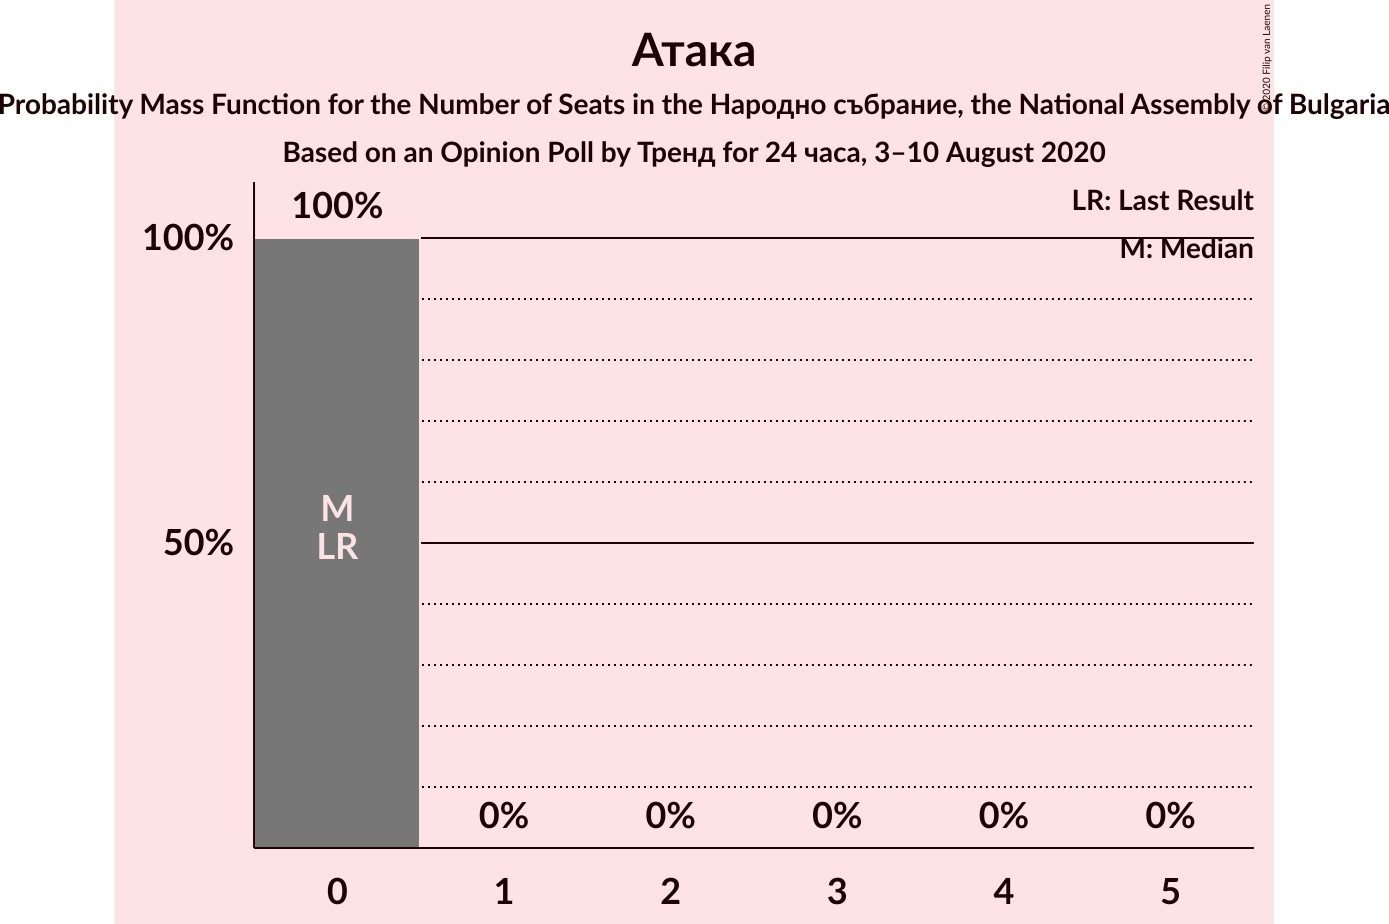 Атака
Probability Mass Function for the Number of Seats in the Народно събрание, the National Assembly of Bulgaria
Based on an Opinion Poll by Тренд for 24 часа, 3–10 August 2020
© 2020 Filip van Laenen
LR: Last Result
M: Median
100%
100%
50%
M
LR
0% 0% 0% 0% 0%
0 1 2 3 4 5